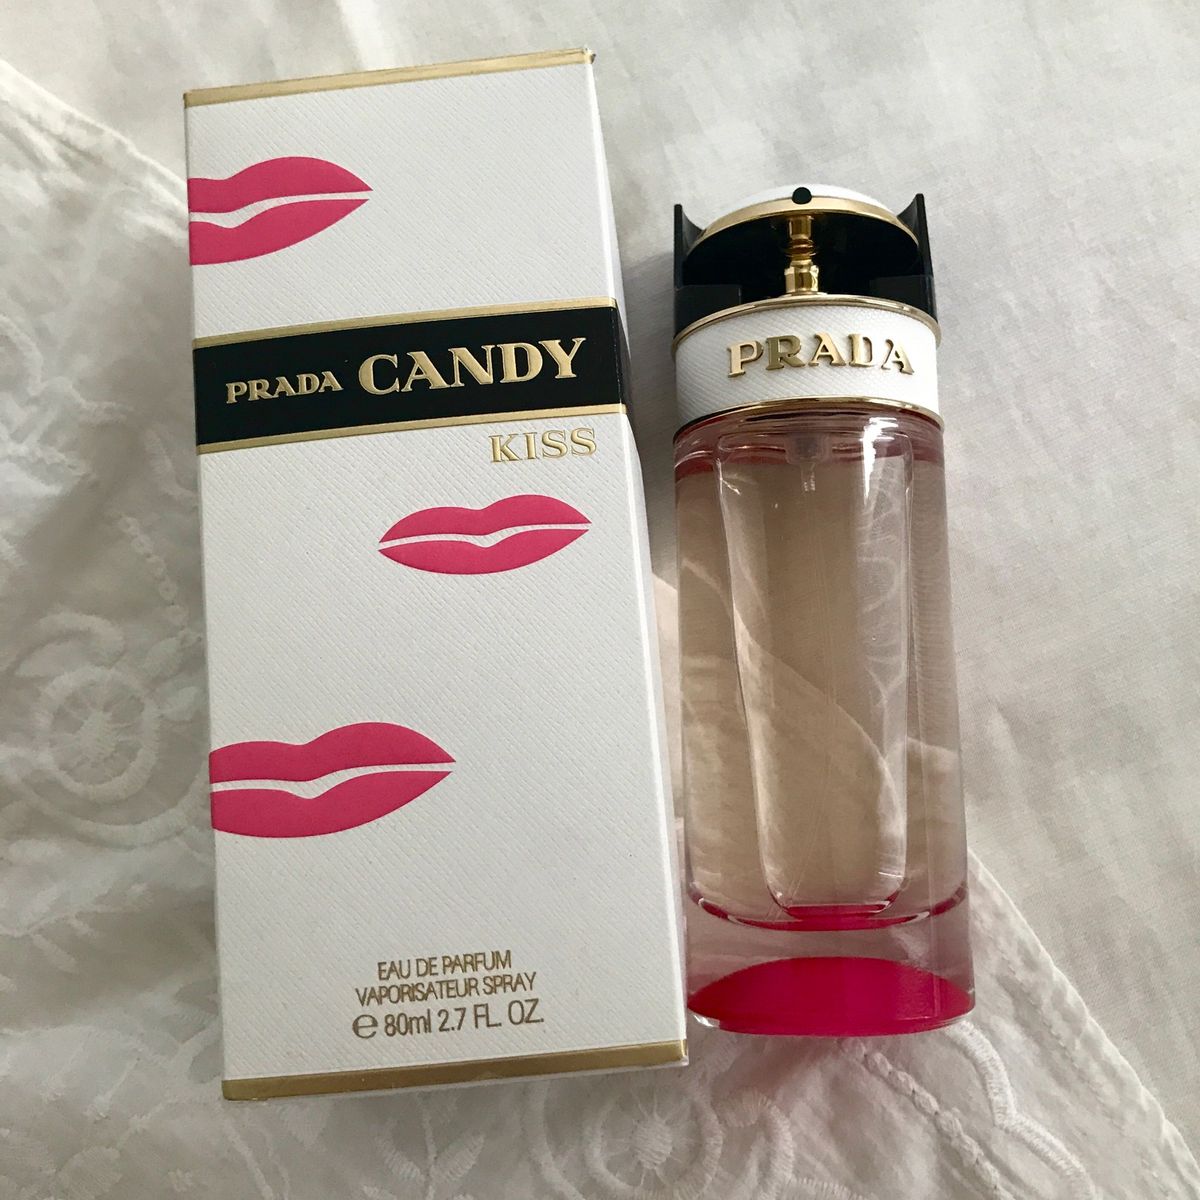 PRADA CANDY
KISS
EAU DE PARFUM
VAPORISATEUR SPRAY
℮ 80ml 2.7 FL. OZ.
PRADA